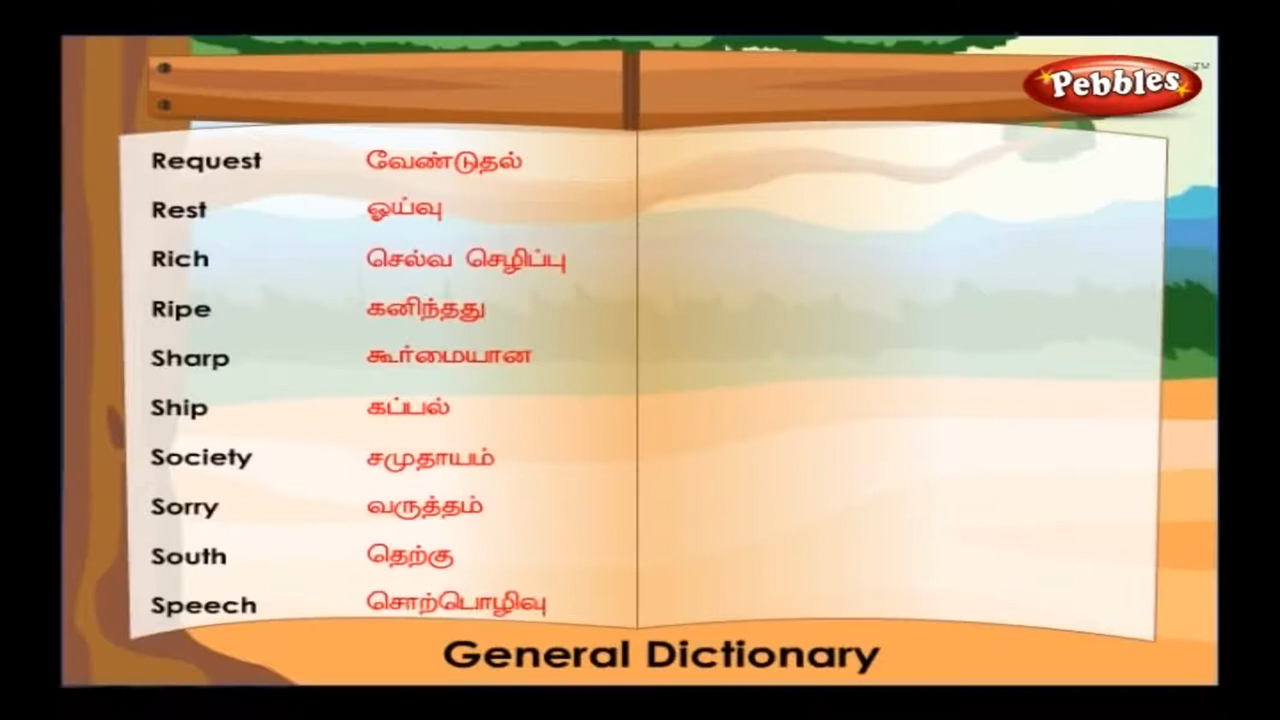 Pebbles TM
Request வேண்டுதல்
Rest ஓய்வு
Rich செல்வ செழிப்பு
Ripe கனிந்தது
Sharp கூர்மையான
Ship கப்பல்
Society சமுதாயம்
Sorry வருத்தம்
South தெற்கு
Speech சொற்பொழிவு
General Dictionary